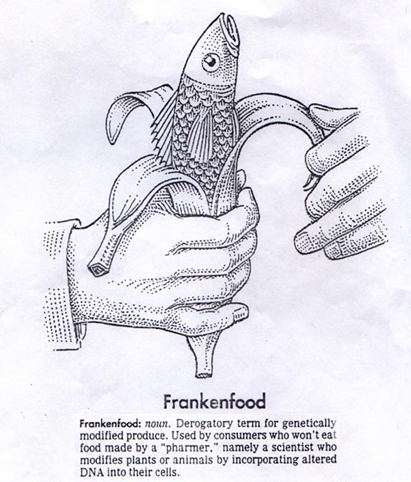 Frankenfood
Frankenfood: noun. Derogatory term for genetically
modified produce. Used by consumers who won't eat
food made by a "pharmer," namely a scientist who
modifies plants or animals by incorporating altered
DNA into their cells.